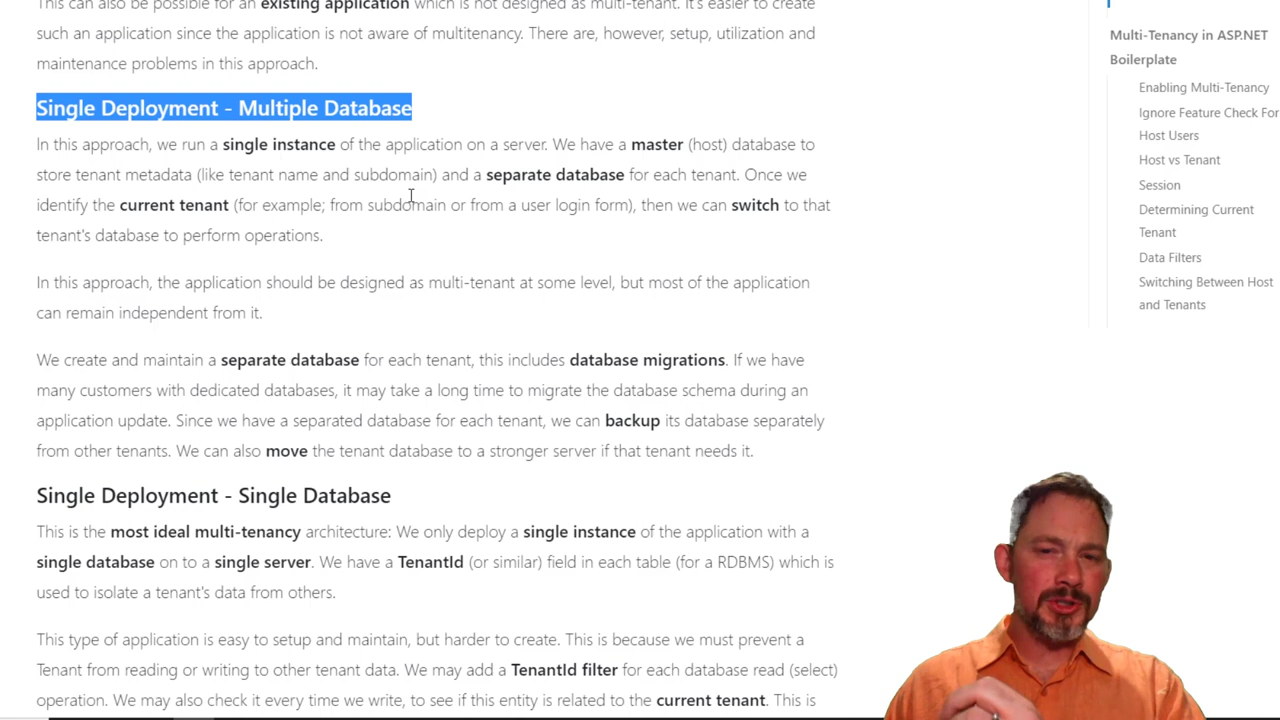 This can also be possible for an existing application which is not designed as multi-tenant. It's easier to create
such an application since the application is not aware of multitenancy. There are, however, setup, utilization and
maintenance problems in this approach.
Single Deployment - Multiple Database
In this approach, we run a single instance of the application on a server. We have a master (host) database to
store tenant metadata (like tenant name and subdomain) and a separate database for each tenant. Once we
identify the current tenant (for example; from subdomain or from a user login form), then we can switch to that
tenant's database to perform operations.
In this approach, the application should be designed as multi-tenant at some level, but most of the application
can remain independent from it.
We create and maintain a separate database for each tenant, this includes database migrations. If we have
many customers with dedicated databases, it may take a long time to migrate the database schema during an
application update. Since we have a separated database for each tenant, we can backup its database separately
from other tenants. We can also move the tenant database to a stronger server if that tenant needs it.
Single Deployment - Single Database
This is the most ideal multi-tenancy architecture: We only deploy a single instance of the application with a
single database on to a single server. We have a TenantId (or similar) field in each table (for a RDBMS) which is
used to isolate a tenant's data from others.
This type of application is easy to setup and maintain, but harder to create. This is because we must prevent a
Tenant from reading or writing to other tenant data. We may add a TenantId filter for each database read (select)
operation. We may also check it every time we write, to see if this entity is related to the current tenant. This is
Multi-Tenancy in ASP.NET
Boilerplate
Enabling Multi-Tenancy
Ignore Feature Check For
Host Users
Host vs Tenant
Session
Determining Current
Tenant
Data Filters
Switching Between Host
and Tenants